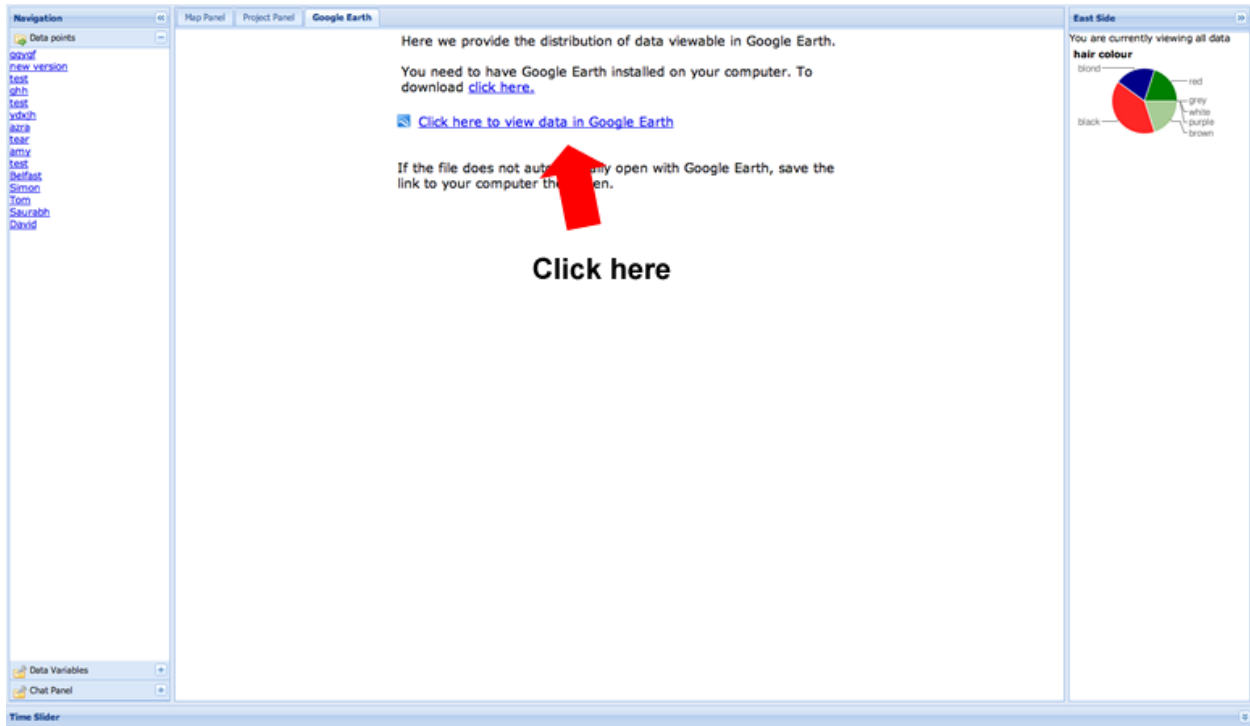 Navigation
Map Panel Project Panel Google Earth
East Side
Data points
new version
test
ghh
test
ydxjh
azra
tear
amy
test
Belfast
Simon
Tom
Saurabh
David
Data Variables
Chat Panel
Here we provide the distribution of data viewable in Google Earth.
You need to have Google Earth installed on your computer. To
download click here.
Click here to view data in Google Earth
If the file does not ly open with Google Earth, save the
link to your computer en.
Click here
You are currently viewing all data
hair colour
blond
red
grey
white
purple
brown
black
Time Slider